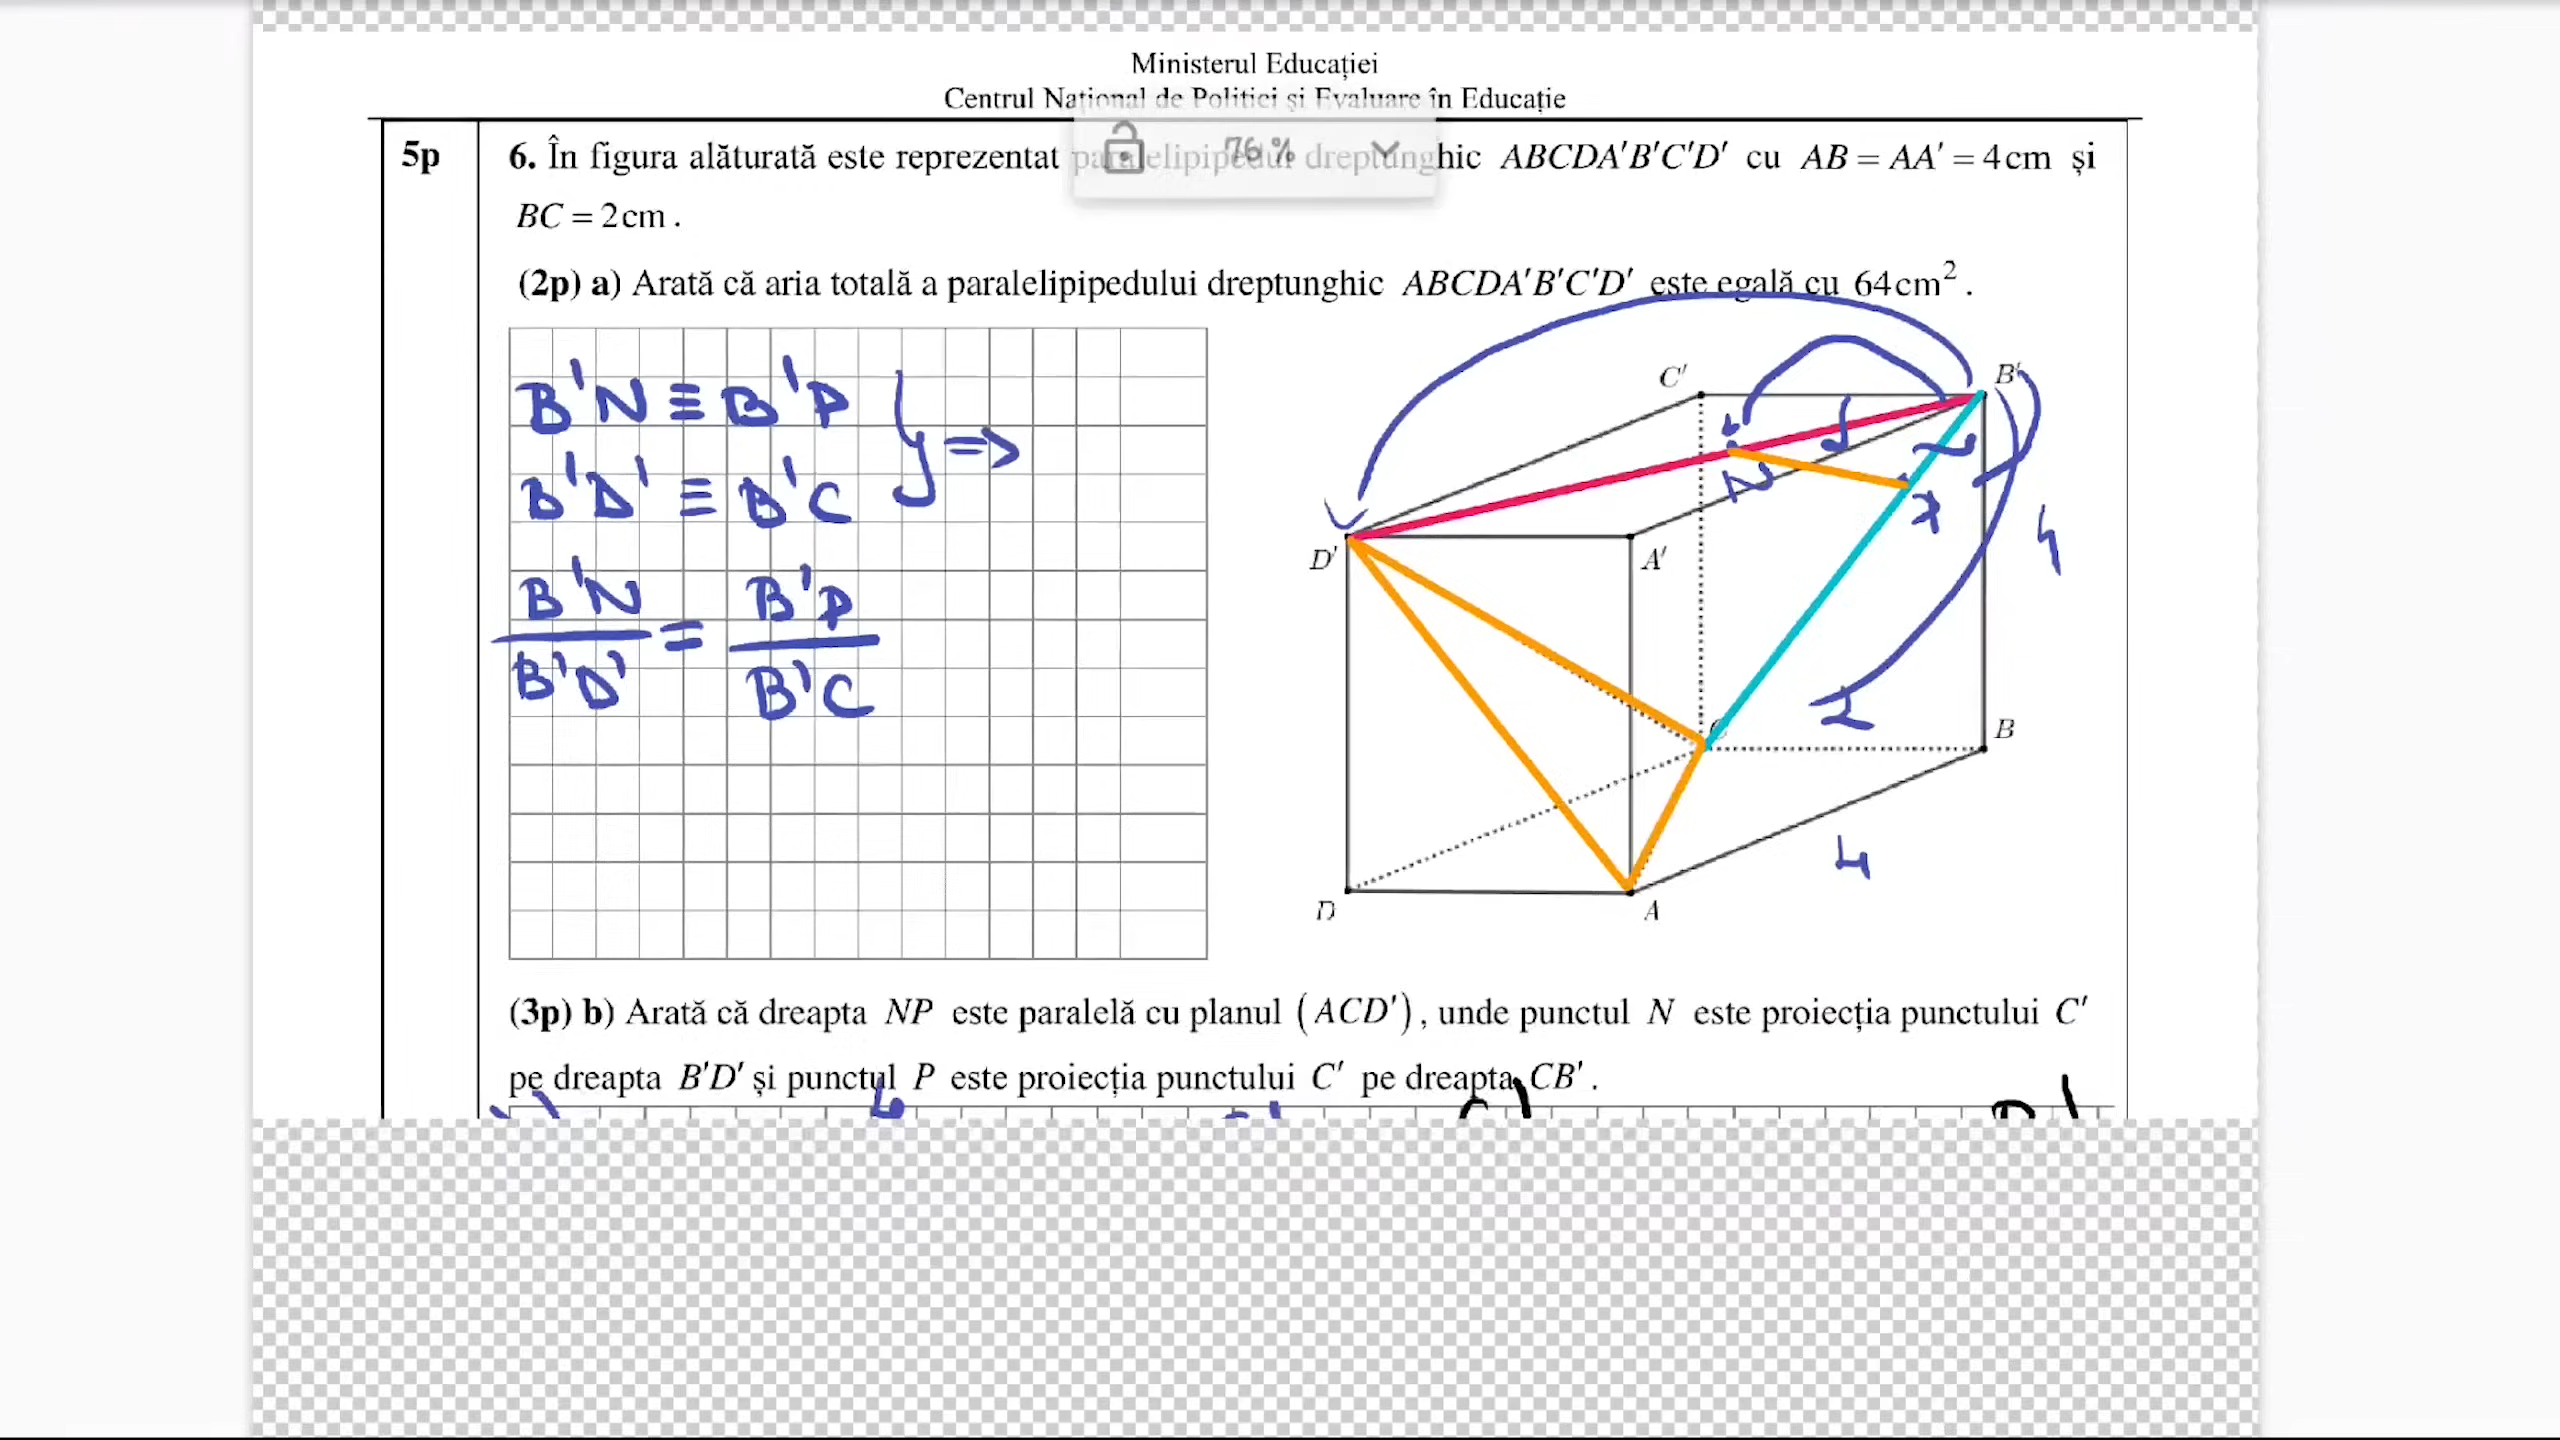 Ministerul Educației
Centrul Național de Politici și Evaluare în Educație
5p
6. În figura alăturată este reprezentat paralelipipedul dreptunghic ABCDA′B′C′D′ cu AB = AA′ = 4cm și
76 %
BC = 2cm .
(2p) a) Arată că aria totală a paralelipipedului dreptunghic ABCDA′B′C′D′ este egală cu 64cm² .
B'N ≡ B'P } =>
B'D' ≡ B'C
B'N / B'D' = B'P / B'C
C′ B′
N
D′ A′
4
C B
4
D A
(3p) b) Arată că dreapta NP este paralelă cu planul (ACD′), unde punctul N este proiecția punctului C′
pe dreapta B′D′ și punctul P este proiecția punctului C′ pe dreapta CB′ .